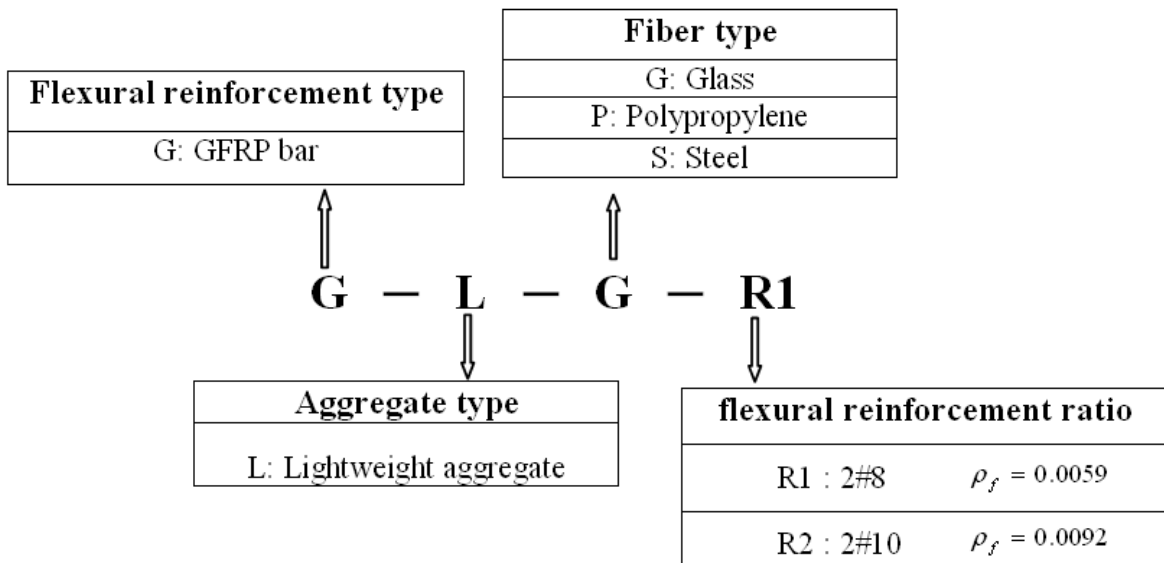 Fiber type
G: Glass
P: Polypropylene
S: Steel
Flexural reinforcement type
G: GFRP bar
G – L – G – R1
Aggregate type
L: Lightweight aggregate
flexural reinforcement ratio
R1 : 2#8 ρf = 0.0059
R2 : 2#10 ρf = 0.0092